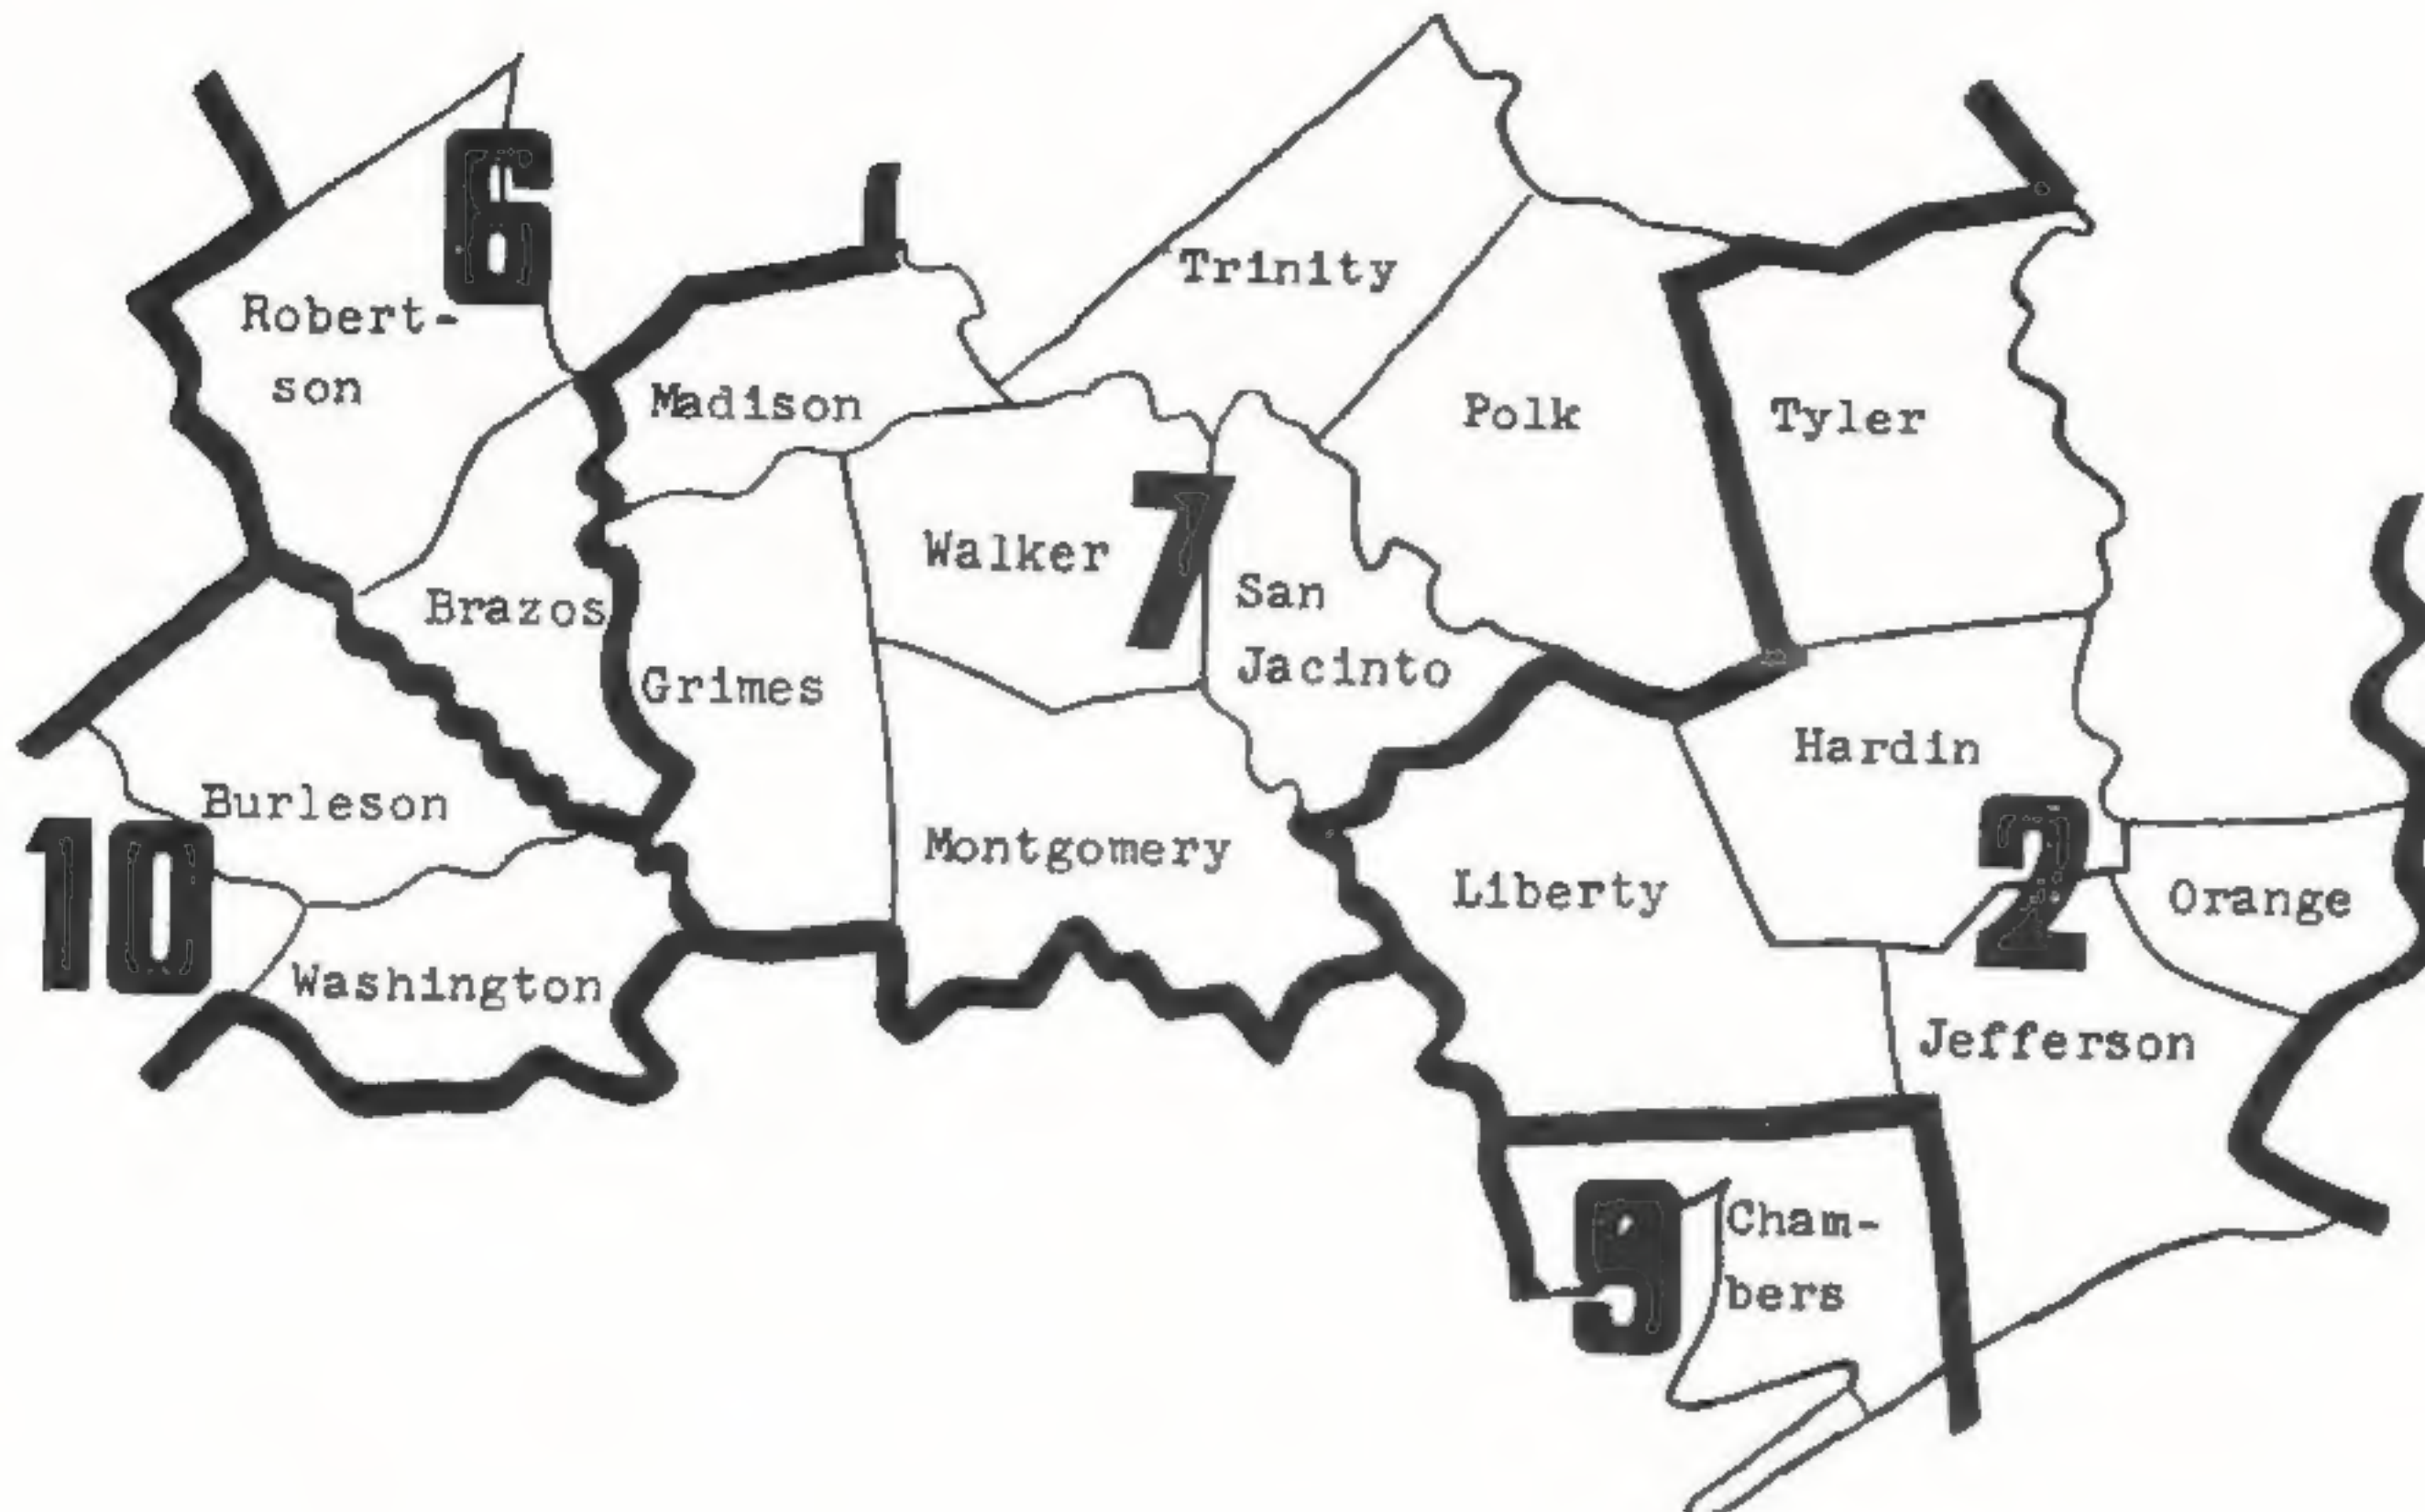 6
Trinity
Robert-
son
Madison
Polk
Tyler
7
Walker
Brazos
San
Jacinto
Grimes
Hardin
Burleson
10
Montgomery
Liberty
2
Orange
Washington
Jefferson
9
Cham-
bers